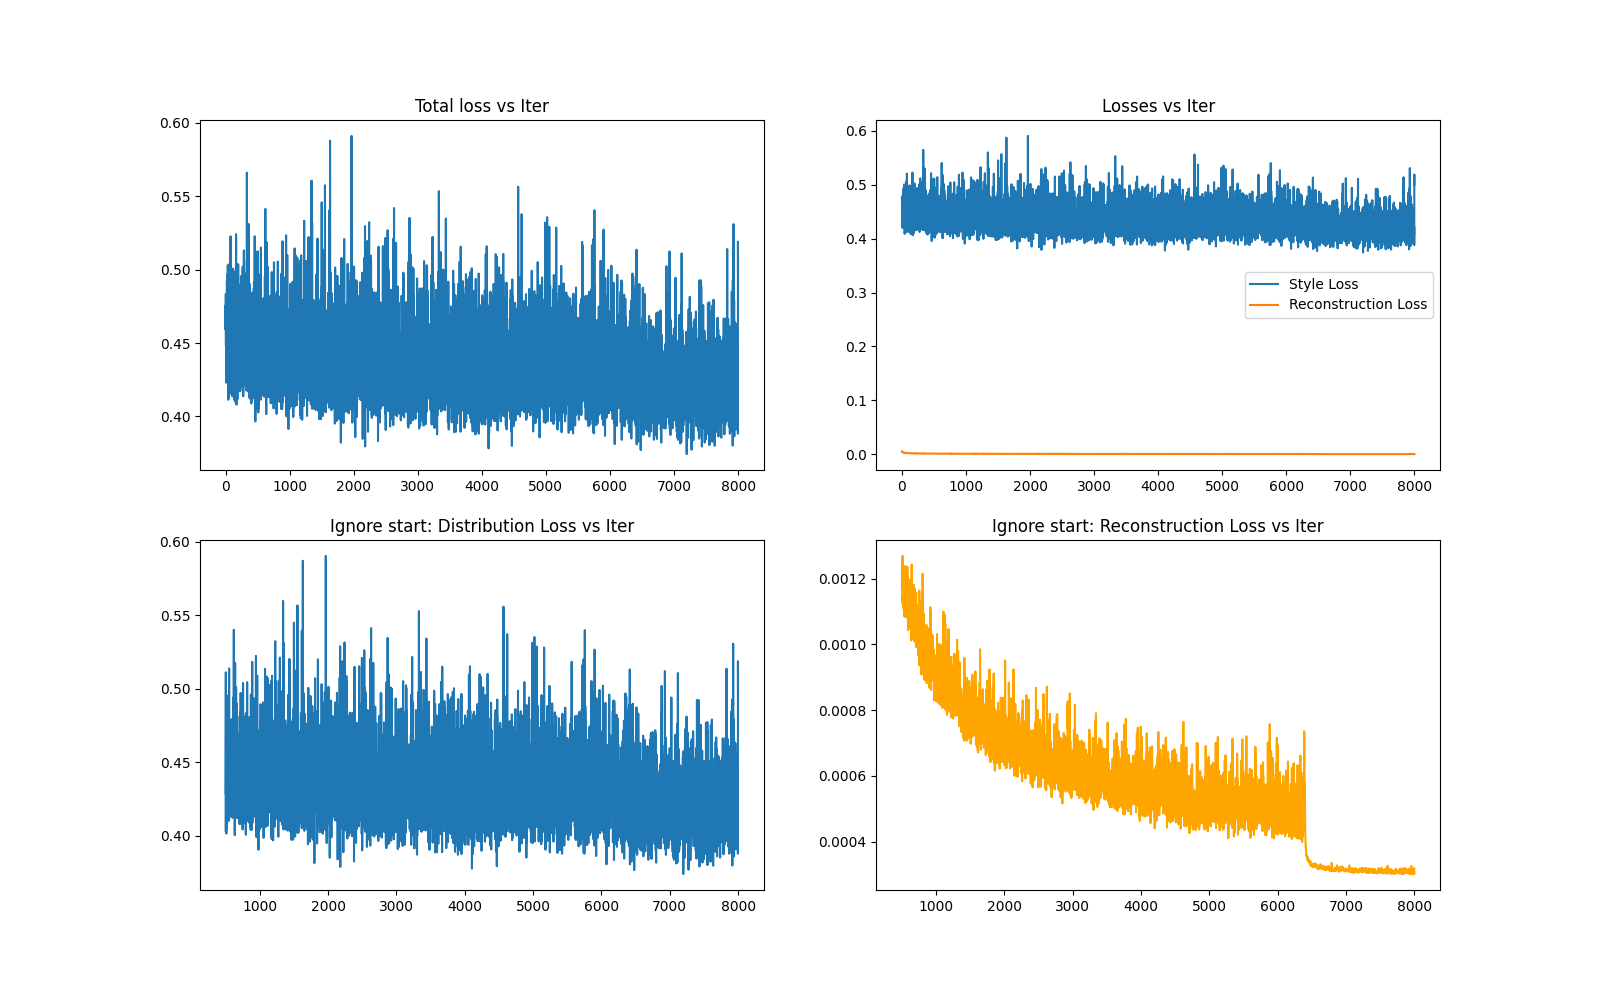 Total loss vs Iter
0.60
0.55
0.50
0.45
0.40
0 1000 2000 3000 4000 5000 6000 7000 8000
Losses vs Iter
0.6
0.5
0.4
0.3
0.2
0.1
0.0
Style Loss
Reconstruction Loss
0 1000 2000 3000 4000 5000 6000 7000 8000
Ignore start: Distribution Loss vs Iter
0.60
0.55
0.50
0.45
0.40
1000 2000 3000 4000 5000 6000 7000 8000
Ignore start: Reconstruction Loss vs Iter
0.0012
0.0010
0.0008
0.0006
0.0004
1000 2000 3000 4000 5000 6000 7000 8000